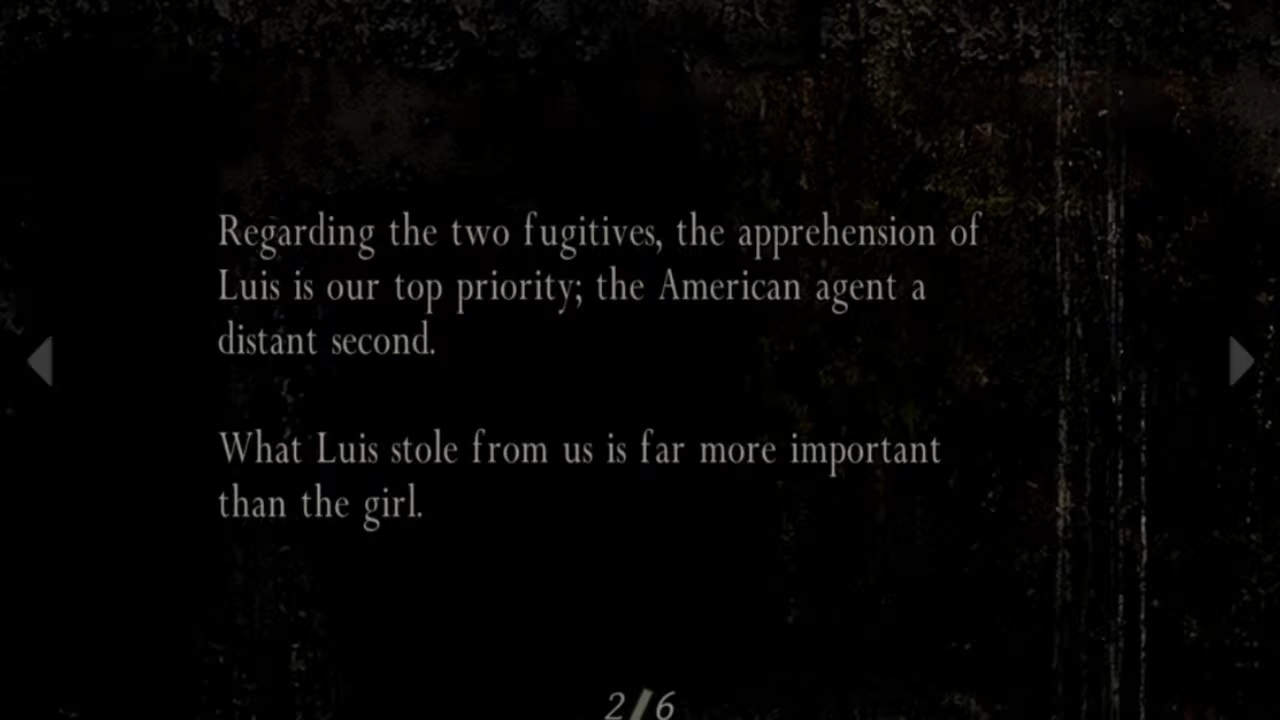 Regarding the two fugitives, the apprehension of
Luis is our top priority; the American agent a
distant second.
What Luis stole from us is far more important
than the girl.
2/6